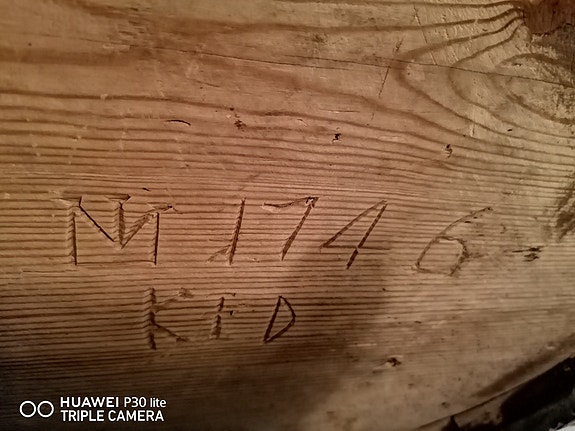 M 1746
KFD
HUAWEI P30 lite
TRIPLE CAMERA